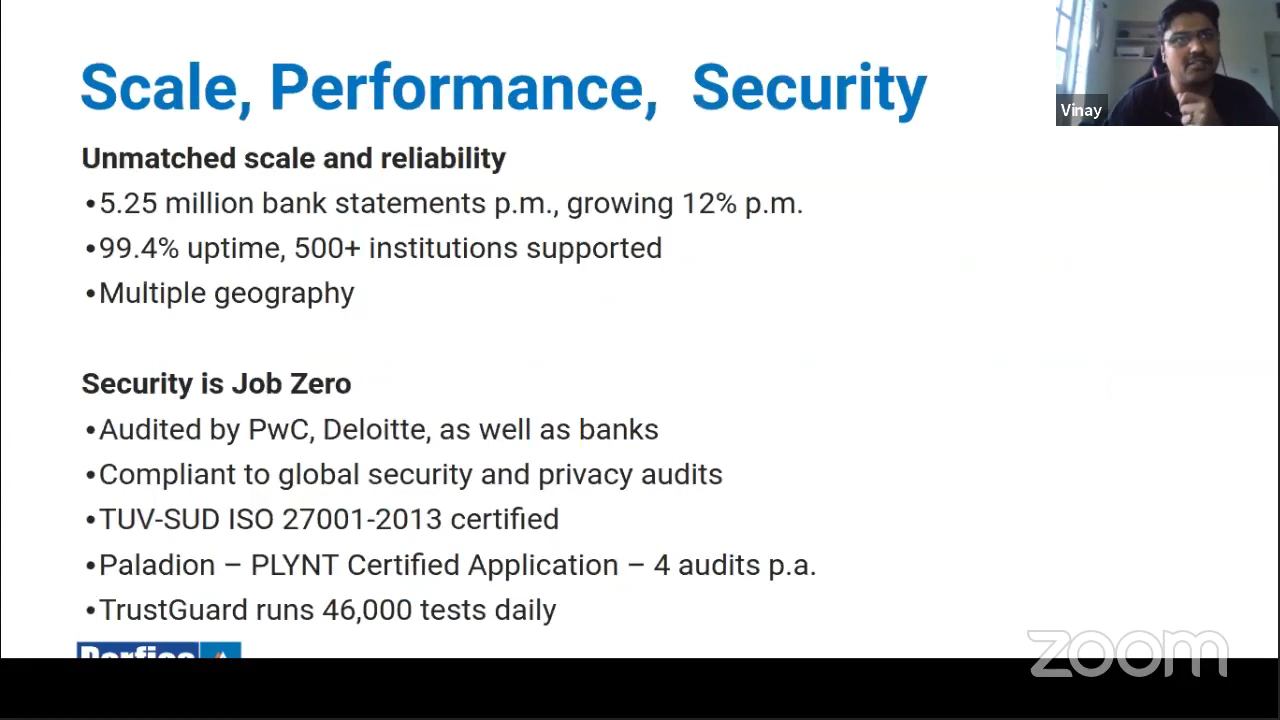 Scale, Performance, Security
Vinay
Unmatched scale and reliability
•5.25 million bank statements p.m., growing 12% p.m.
•99.4% uptime, 500+ institutions supported
•Multiple geography
Security is Job Zero
•Audited by PwC, Deloitte, as well as banks
•Compliant to global security and privacy audits
•TUV-SUD ISO 27001-2013 certified
•Paladion – PLYNT Certified Application – 4 audits p.a.
•TrustGuard runs 46,000 tests daily
zoom